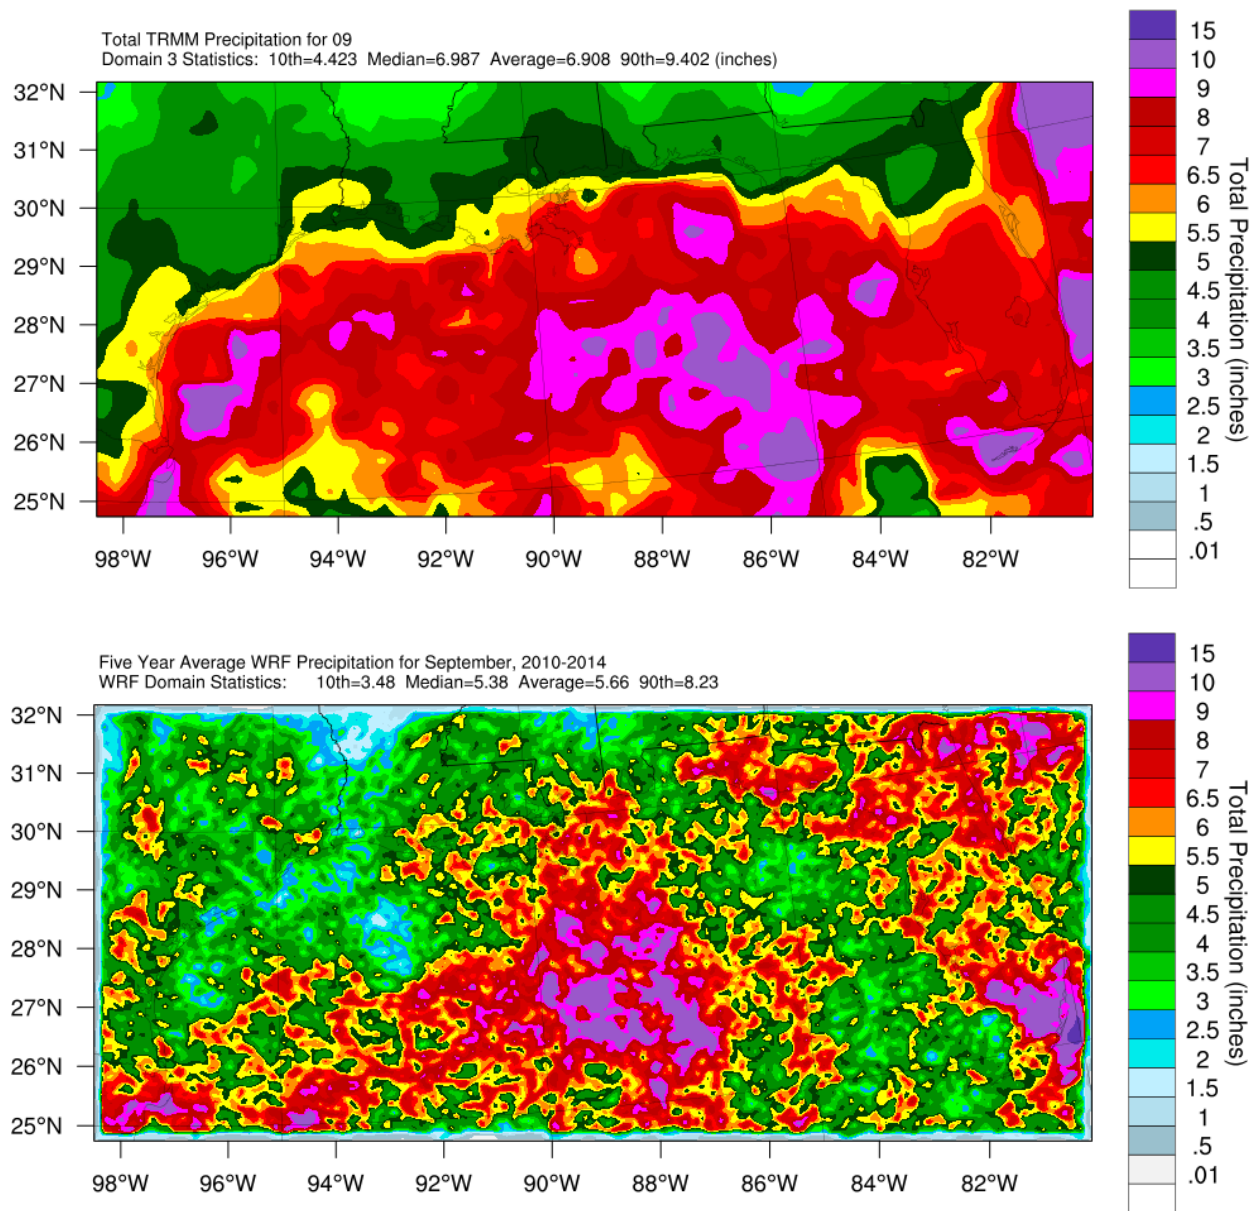 Total TRMM Precipitation for 09
Domain 3 Statistics: 10th=4.423 Median=6.987 Average=6.908 90th=9.402 (inches)
32°N
31°N
30°N
29°N
28°N
27°N
26°N
25°N
98°W 96°W 94°W 92°W 90°W 88°W 86°W 84°W 82°W
15
10
9
8
7
6.5
6
5.5
5
4.5
4
3.5
3
2.5
2
1.5
1
.5
.01
Total Precipitation (inches)
Five Year Average WRF Precipitation for September, 2010-2014
WRF Domain Statistics: 10th=3.48 Median=5.38 Average=5.66 90th=8.23
32°N
31°N
30°N
29°N
28°N
27°N
26°N
25°N
98°W 96°W 94°W 92°W 90°W 88°W 86°W 84°W 82°W
15
10
9
8
7
6.5
6
5.5
5
4.5
4
3.5
3
2.5
2
1.5
1
.5
.01
Total Precipitation (inches)